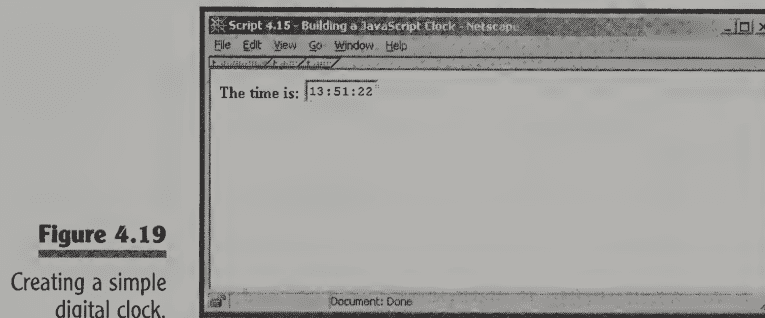 Script 4.15 - Building a JavaScript Clock - Netscape
File Edit View Go Window Help
The time is: 13:51:22
Document: Done
Figure 4.19
Creating a simple
digital clock.